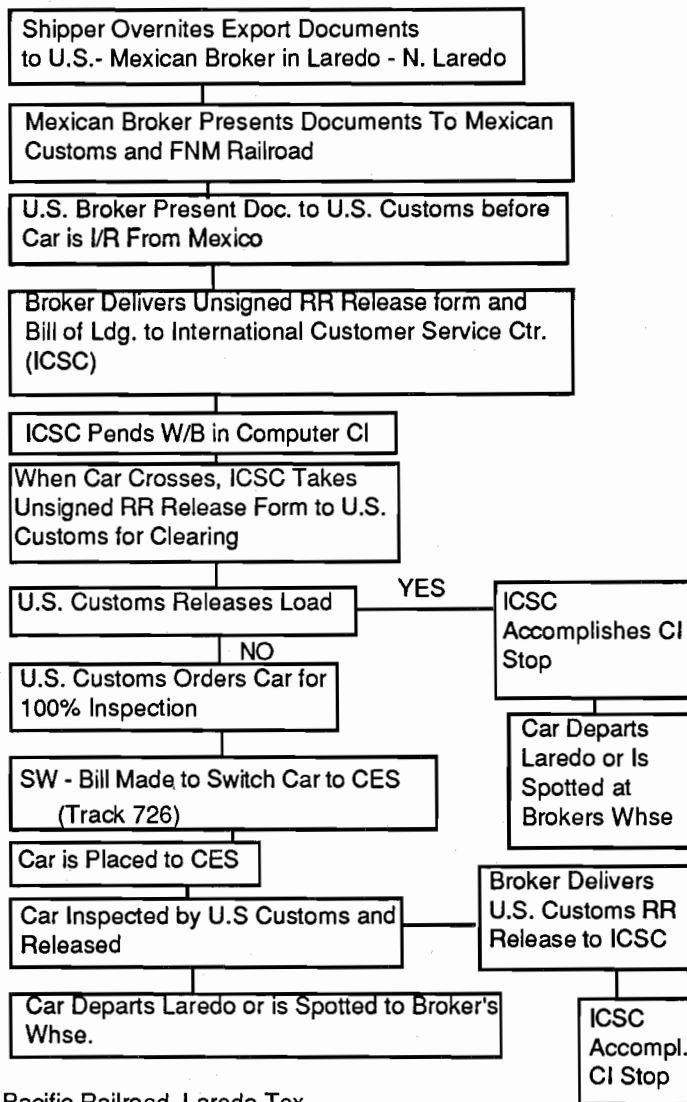 Shipper Overnites Export Documents
to U.S.- Mexican Broker in Laredo - N. Laredo
Mexican Broker Presents Documents To Mexican
Customs and FNM Railroad
U.S. Broker Present Doc. to U.S. Customs before
Car is I/R From Mexico
Broker Delivers Unsigned RR Release form and
Bill of Ldg. to International Customer Service Ctr.
(ICSC)
ICSC Pends W/B in Computer CI
When Car Crosses, ICSC Takes
Unsigned RR Release Form to U.S.
Customs for Clearing
U.S. Customs Releases Load
YES
ICSC
Accomplishes CI
Stop
NO
U.S. Customs Orders Car for
100% Inspection
Car Departs
Laredo or Is
Spotted at
Brokers Whse
SW - Bill Made to Switch Car to CES
(Track 726)
Car is Placed to CES
Car Inspected by U.S Customs and
Released
Broker Delivers
U.S. Customs RR
Release to ICSC
Car Departs Laredo or is Spotted to Broker's
Whse.
ICSC
Accompl.
CI Stop
Pacific Railroad, Laredo Tex